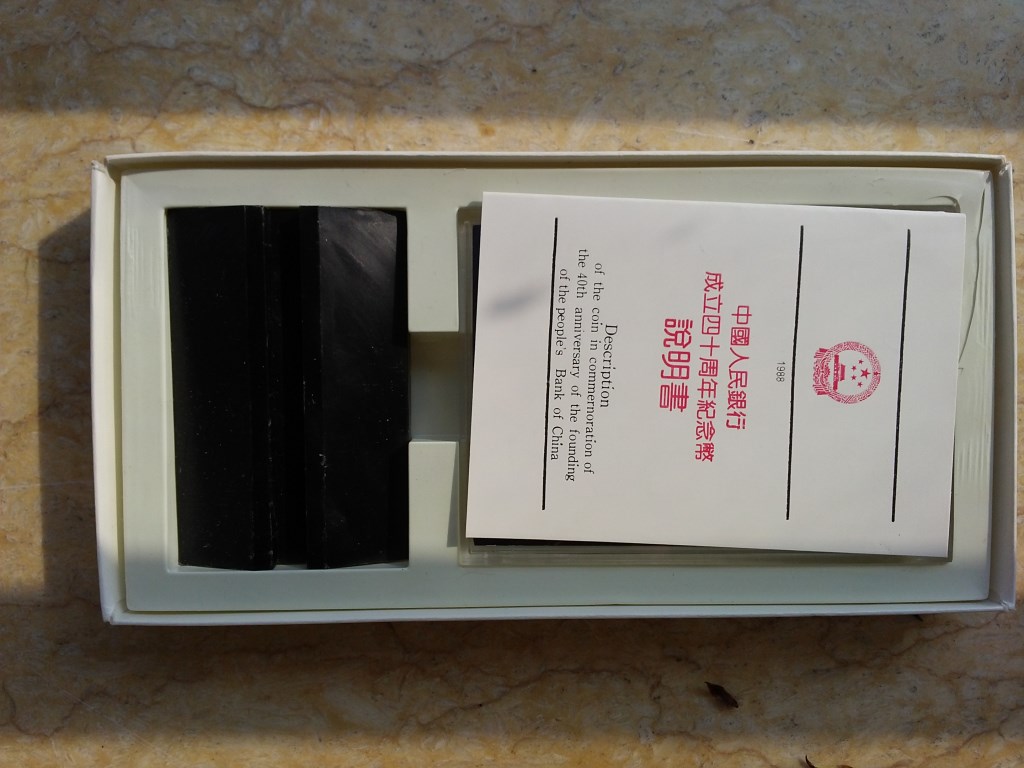 1988
中國人民銀行
成立四十周年紀念幣
說明書
Description
of the coin in commemoration of
the 40th anniversary of the founding
of the people's Bank of China